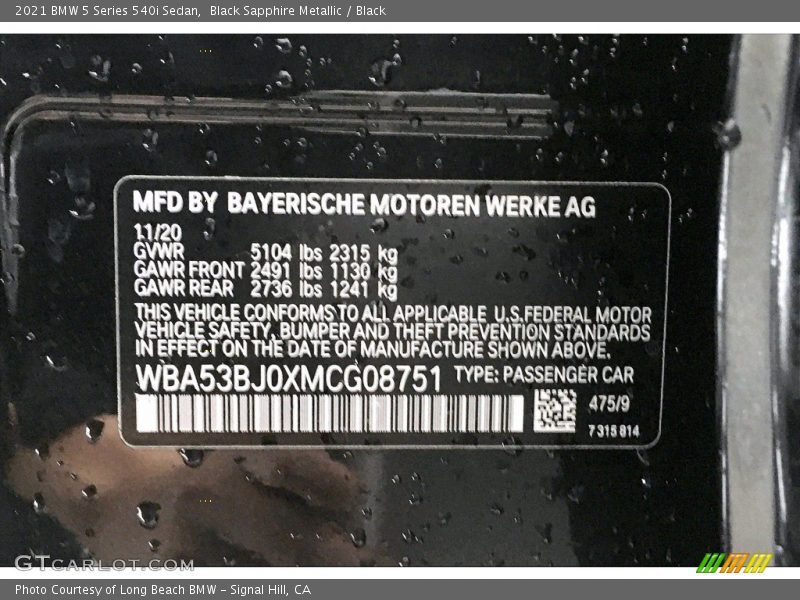 2021 BMW 5 Series 540i Sedan,  Black Sapphire Metallic / Black
MFD BY BAYERISCHE MOTOREN WERKE AG
11/20
GVWR 5104 lbs 2315 kg
GAWR FRONT 2491 lbs 1130 kg
GAWR REAR 2736 lbs 1241 kg
THIS VEHICLE CONFORMS TO ALL APPLICABLE U.S.FEDERAL MOTOR
VEHICLE SAFETY, BUMPER AND THEFT PREVENTION STANDARDS
IN EFFECT ON THE DATE OF MANUFACTURE SHOWN ABOVE.
WBA53BJ0XMCG08751 TYPE: PASSENGER CAR
475/9
7315814
GTCARLOT.COM
Photo Courtesy of Long Beach BMW - Signal Hill, CA